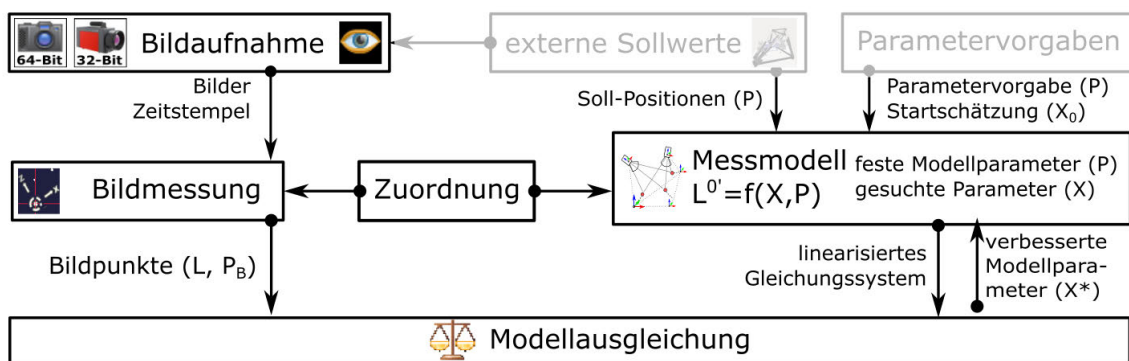 64-Bit
32-Bit
Bildaufnahme
externe Sollwerte
Parametervorgaben
Bilder
Zeitstempel
Soll-Positionen (P)
Parametervorgabe (P)
Startschätzung (X₀)
Bildmessung
Zuordnung
Messmodell
L⁰'=f(X,P)
feste Modellparameter (P)
gesuchte Parameter (X)
Bildpunkte (L, P_B)
linearisiertes
Gleichungssystem
verbesserte
Modellpara-
meter (X*)
Modellausgleichung